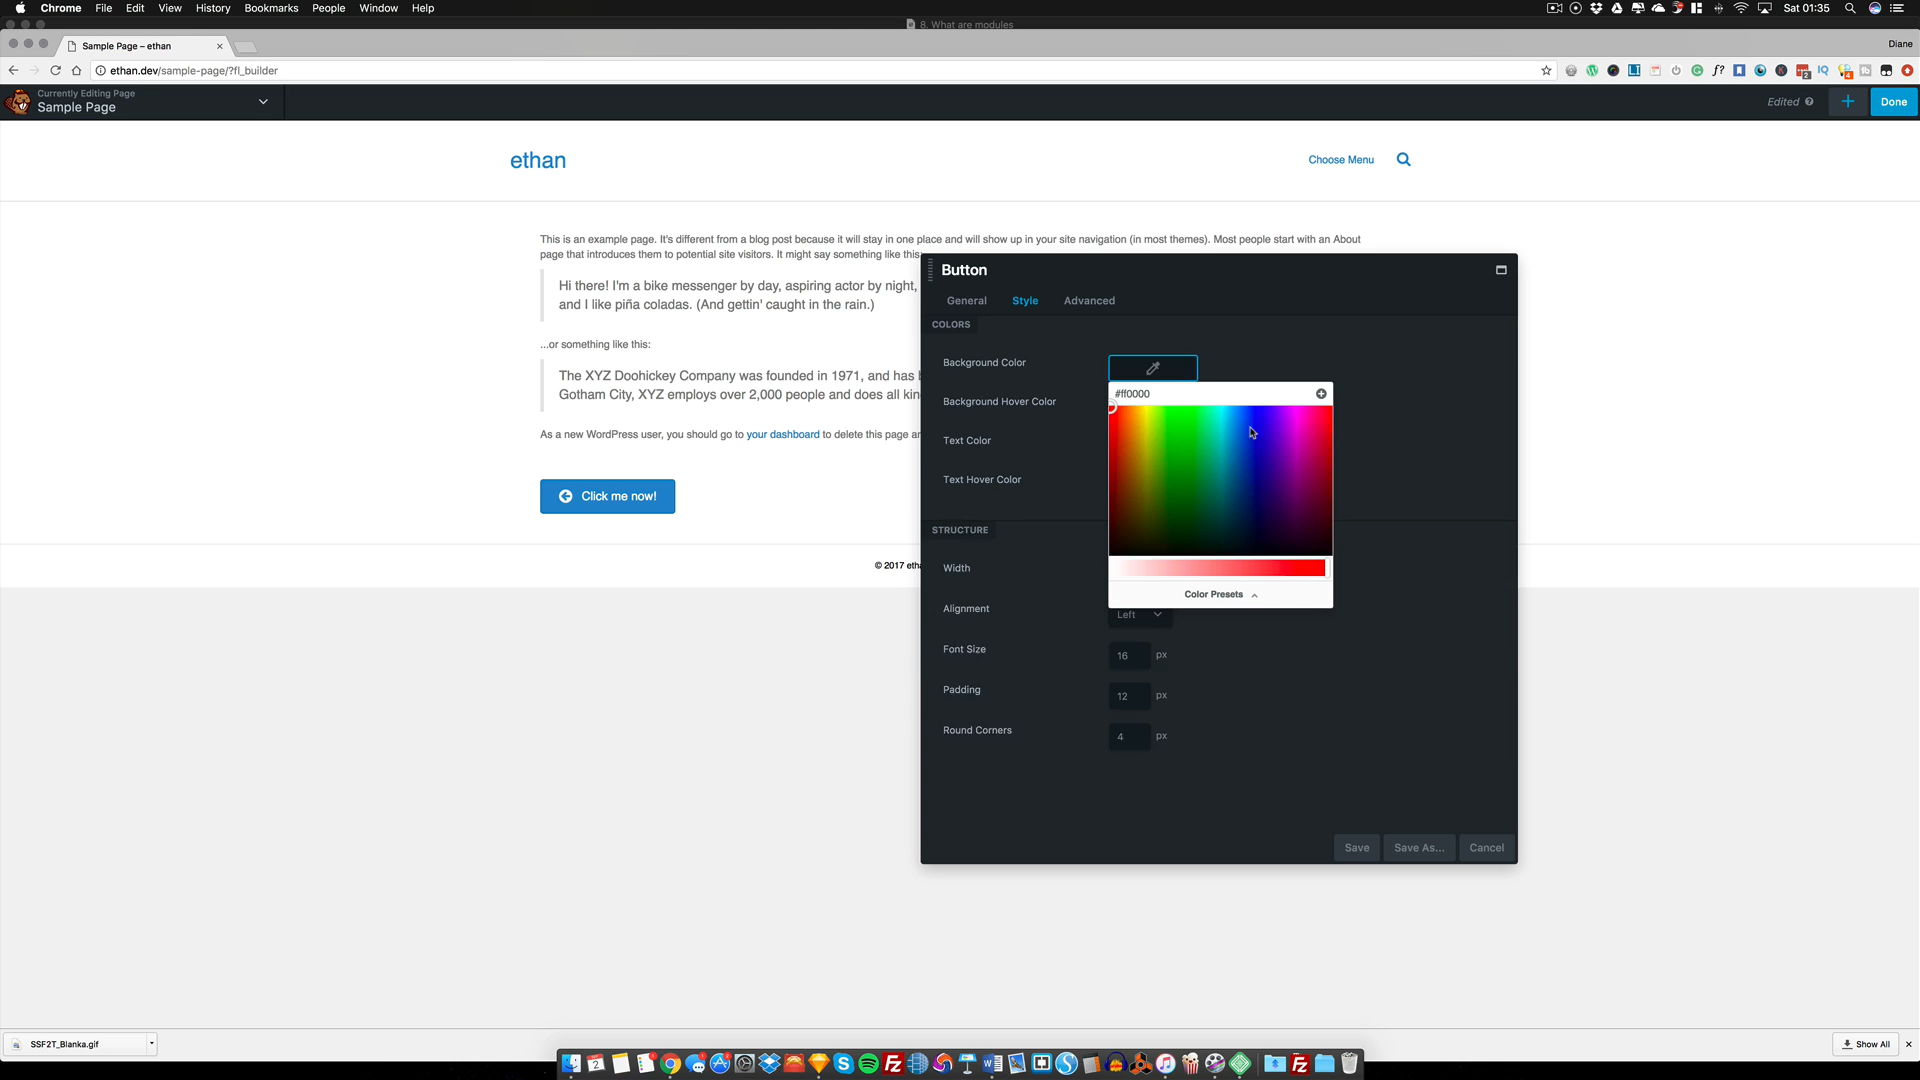 Chrome File Edit View History Bookmarks People Window Help Sat 01:35
8. What are modules
Sample Page – ethan Diane
ethan.dev/sample-page/?fl_builder
Currently Editing Page
Sample Page Edited Done
ethan Choose Menu
This is an example page. It's different from a blog post because it will stay in one place and will show up in your site navigation (in most themes). Most people start with an About
page that introduces them to potential site visitors. It might say something like this:
Hi there! I'm a bike messenger by day, aspiring actor by night,
and I like piña coladas. (And gettin' caught in the rain.)
...or something like this:
The XYZ Doohickey Company was founded in 1971, and has
Gotham City, XYZ employs over 2,000 people and does all
As a new WordPress user, you should go to your dashboard to delete this page
Click me now!
© 2017
Button
General Style Advanced
COLORS
Background Color
#ff0000
Background Hover Color
Text Color
Text Hover Color
STRUCTURE
Width
Color Presets
Alignment Left
Font Size 16 px
Padding 12 px
Round Corners 4 px
Save Save As... Cancel
SSF2T_Blanka.gif Show All